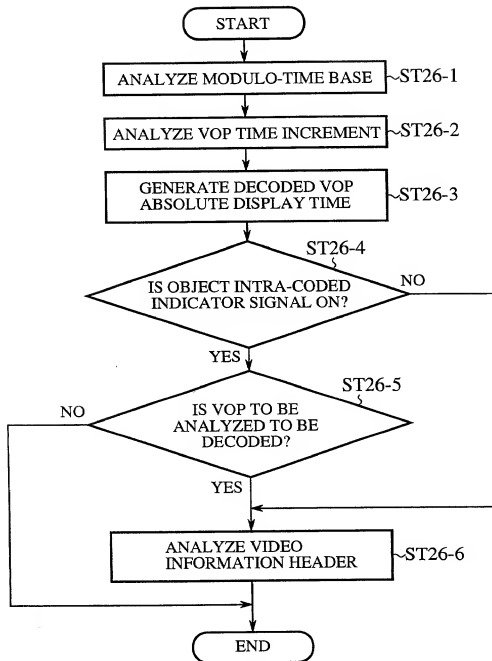 START
ANALYZE MODULO-TIME BASE
ST26-1
ANALYZE VOP TIME INCREMENT
ST26-2
GENERATE DECODED VOP
ABSOLUTE DISPLAY TIME
ST26-3
ST26-4
IS OBJECT INTRA-CODED
INDICATOR SIGNAL ON?
NO
YES
ST26-5
NO
IS VOP TO BE
ANALYZED TO BE
DECODED?
YES
ANALYZE VIDEO
INFORMATION HEADER
ST26-6
END